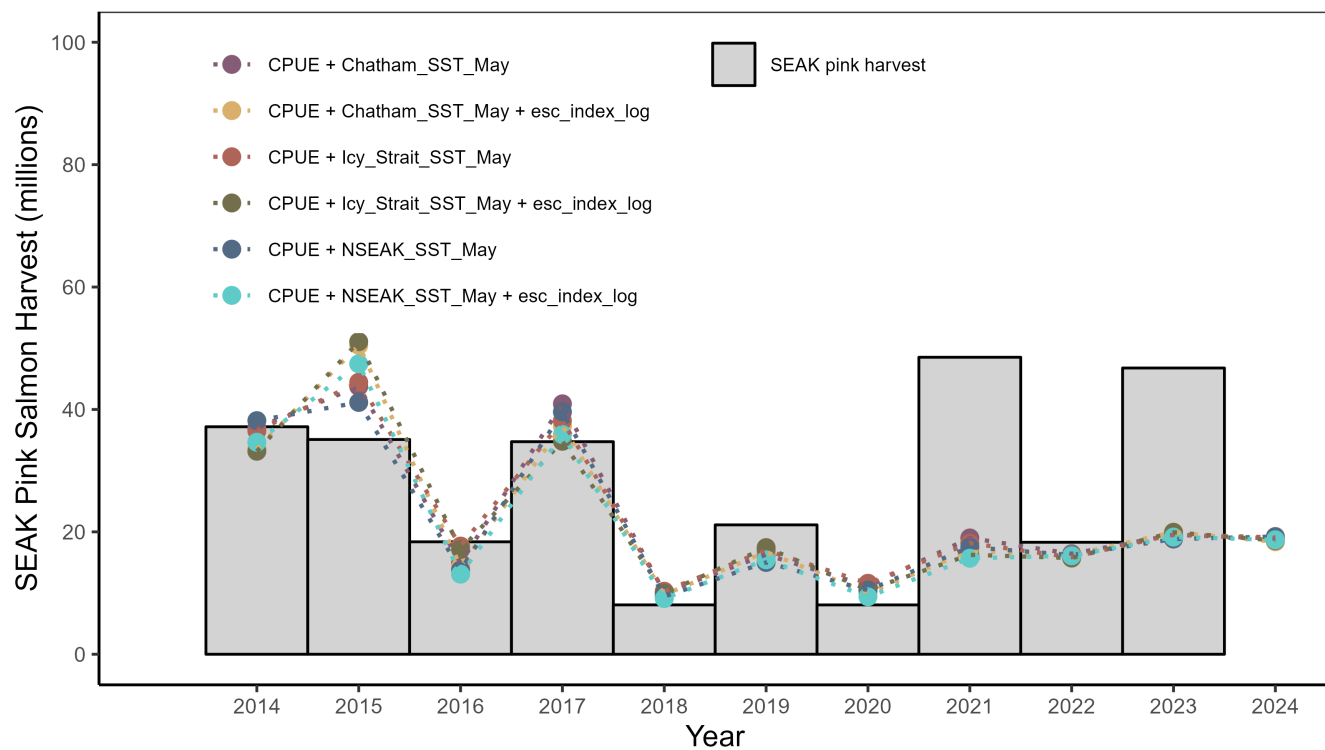 SEAK Pink Salmon Harvest (millions)
100
80
60
40
20
0
CPUE + Chatham_SST_May
CPUE + Chatham_SST_May + esc_index_log
CPUE + Icy_Strait_SST_May
CPUE + Icy_Strait_SST_May + esc_index_log
CPUE + NSEAK_SST_May
CPUE + NSEAK_SST_May + esc_index_log
SEAK pink harvest
2014 2015 2016 2017 2018 2019 2020 2021 2022 2023 2024
Year